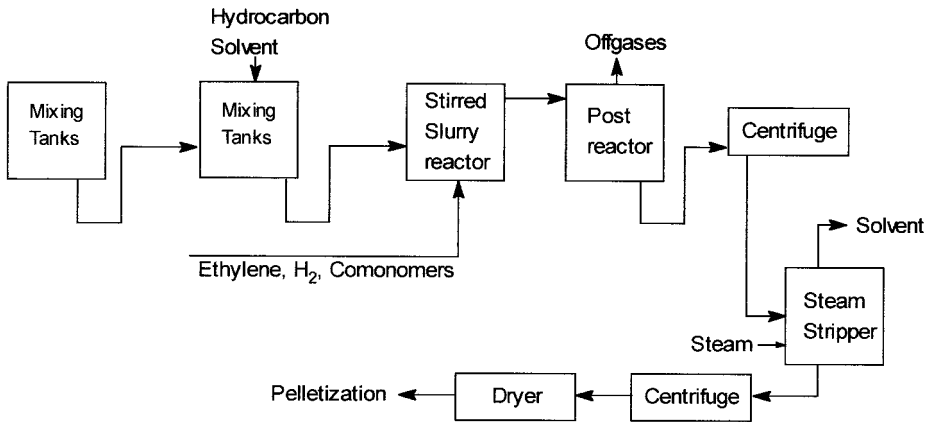 Hydrocarbon
Solvent
Offgases
Mixing
Tanks
Mixing
Tanks
Stirred
Slurry
reactor
Post
reactor
Centrifuge
Ethylene, H₂, Comonomers
Solvent
Steam
Stripper
Steam
Pelletization
Dryer
Centrifuge